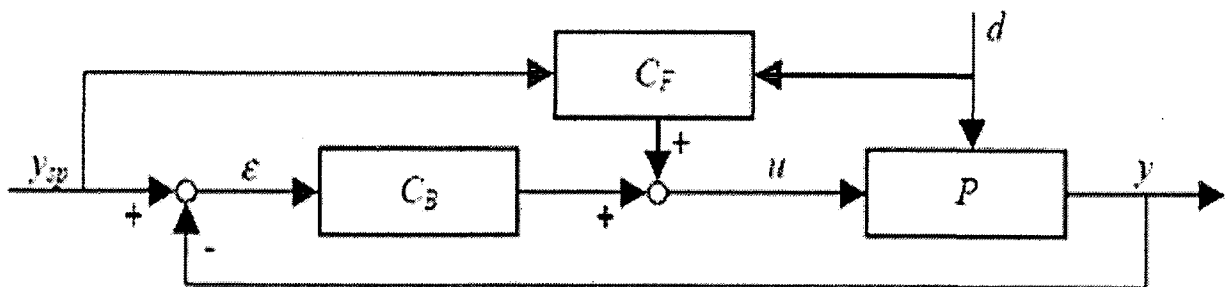 d
C_F
+
y_sp
ε
C_B
u
P
y
+
+
-